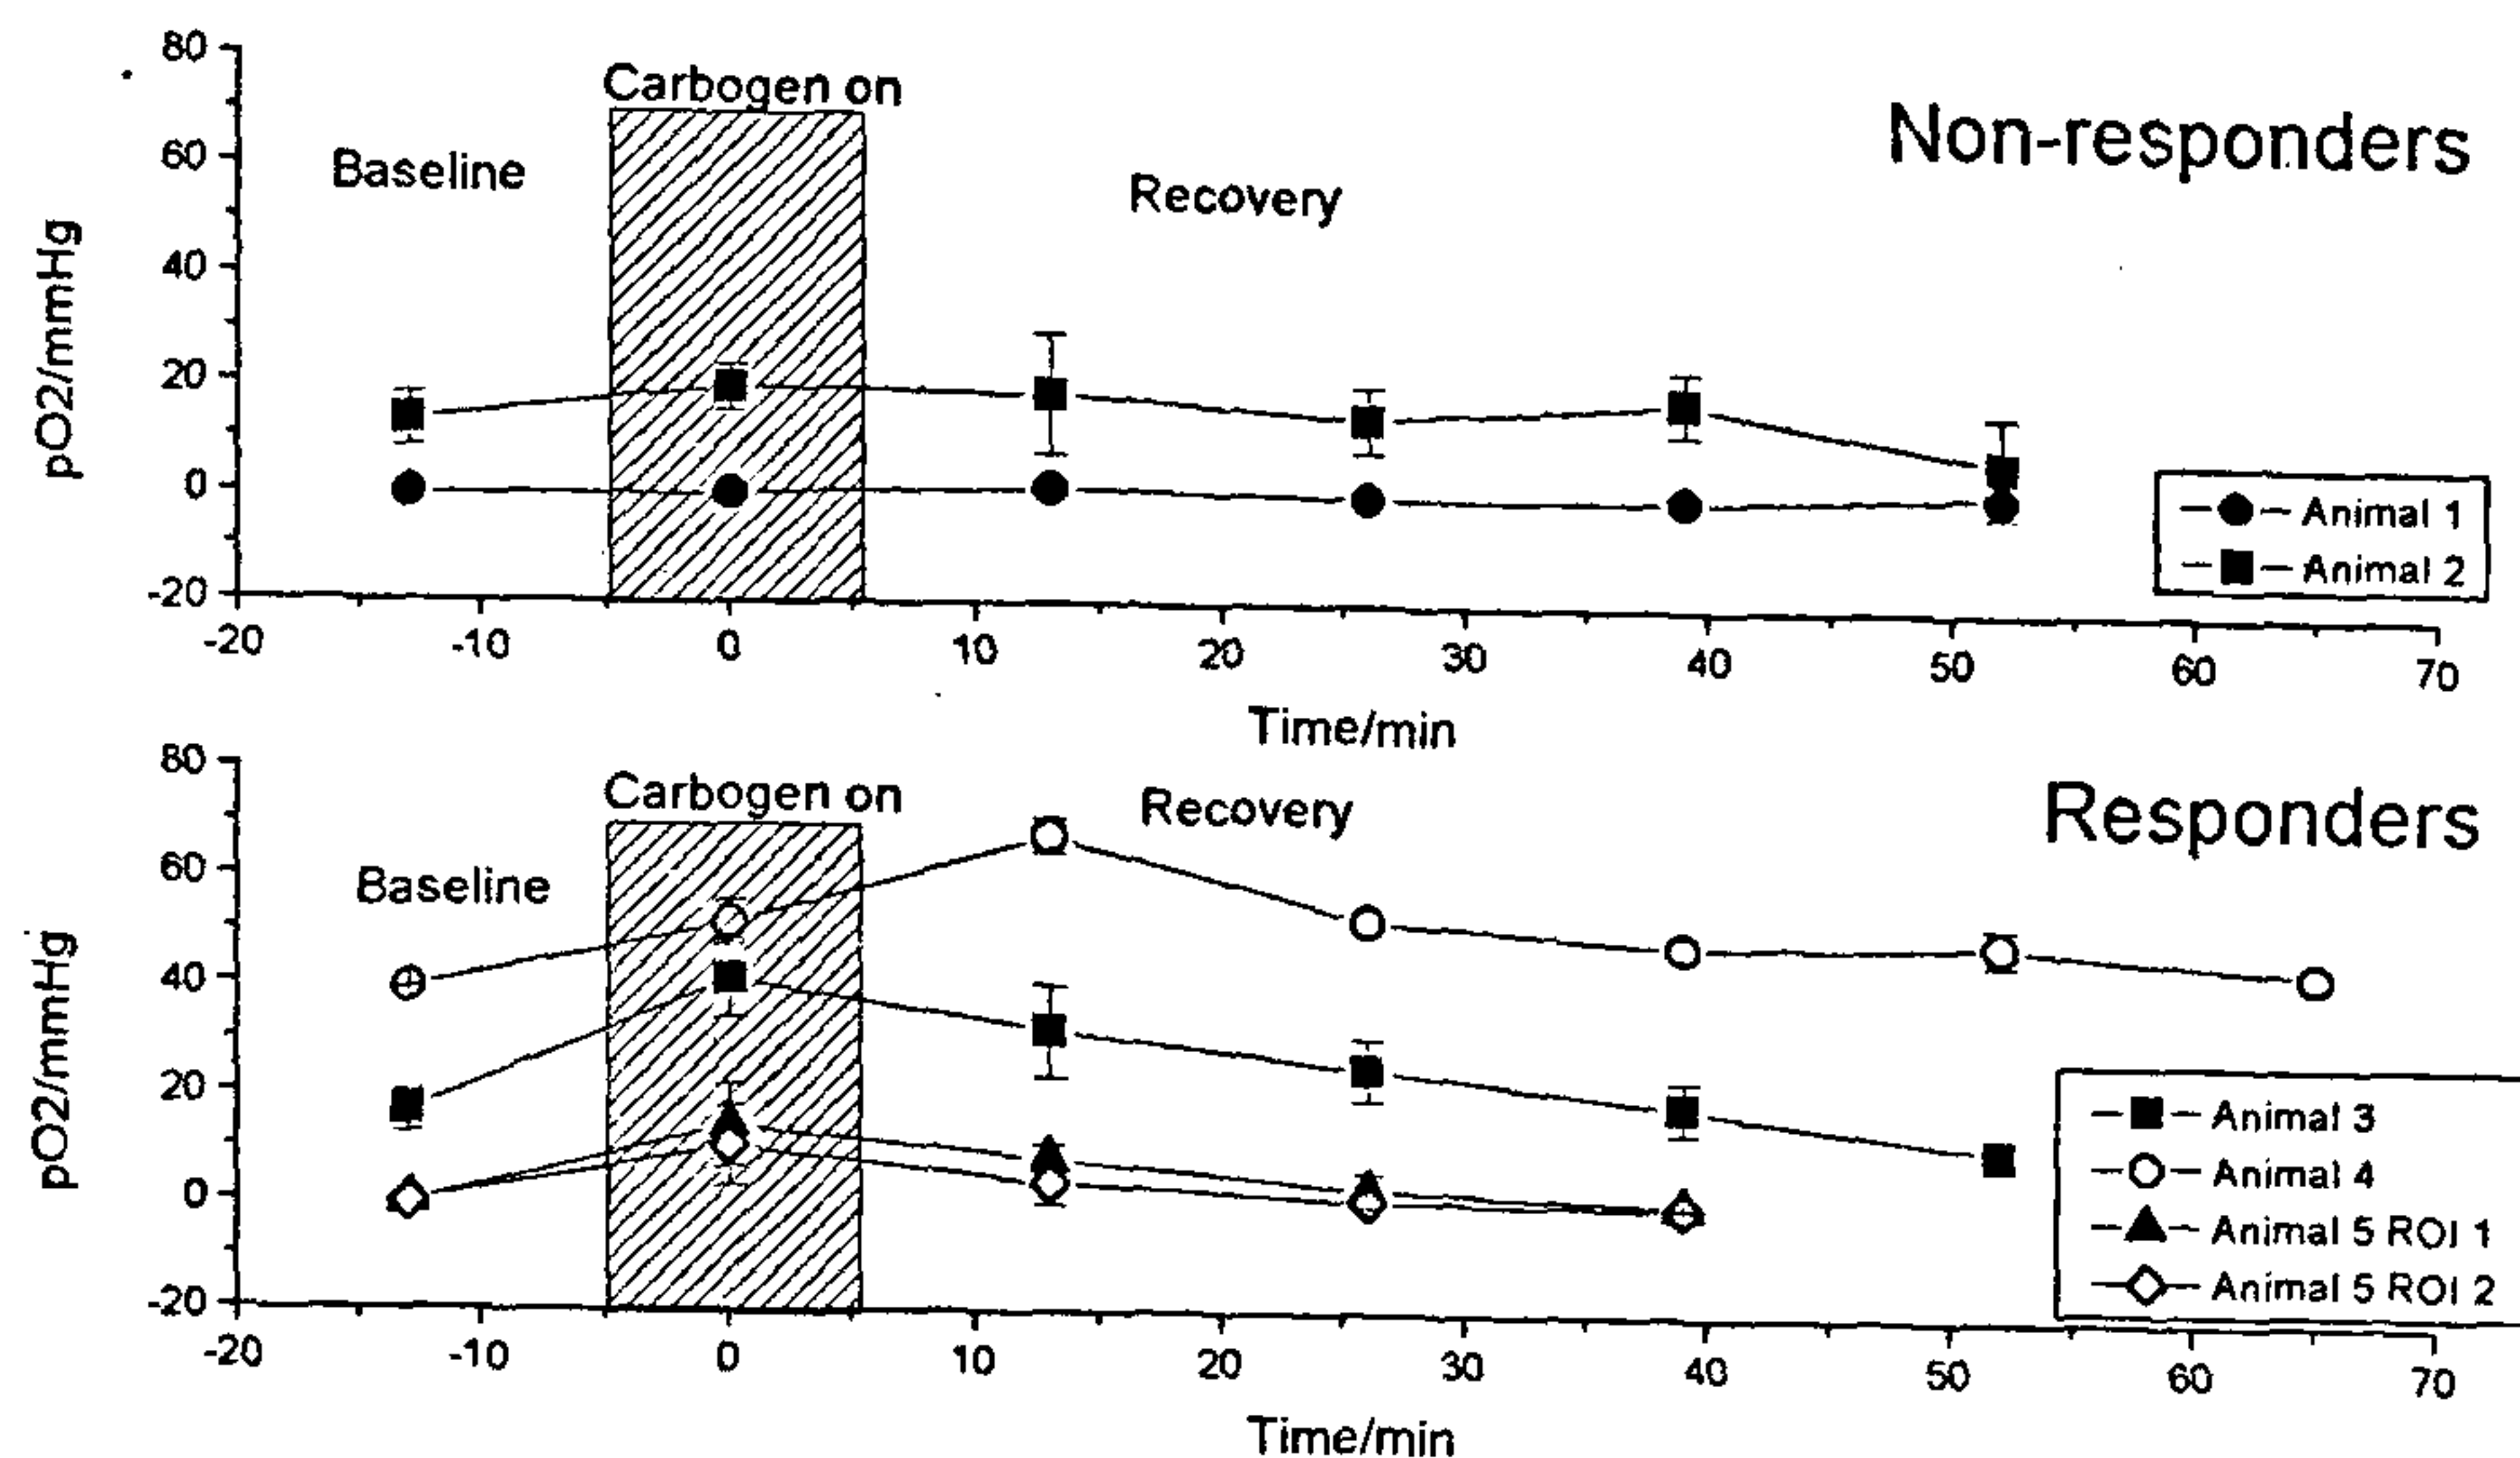 80
Carbogen on
Non-responders
60
Baseline
Recovery
40
pO2/mmHg
20
0
Animal 1
Animal 2
-20
-20 -10 0 10 20 30 40 50 60 70
Time/min
80
Carbogen on
Recovery
Responders
60
Baseline
40
pO2/mmHg
20
Animal 3
Animal 4
0
Animal 5 ROI 1
Animal 5 ROI 2
-20
-20 -10 0 10 20 30 40 50 60 70
Time/min